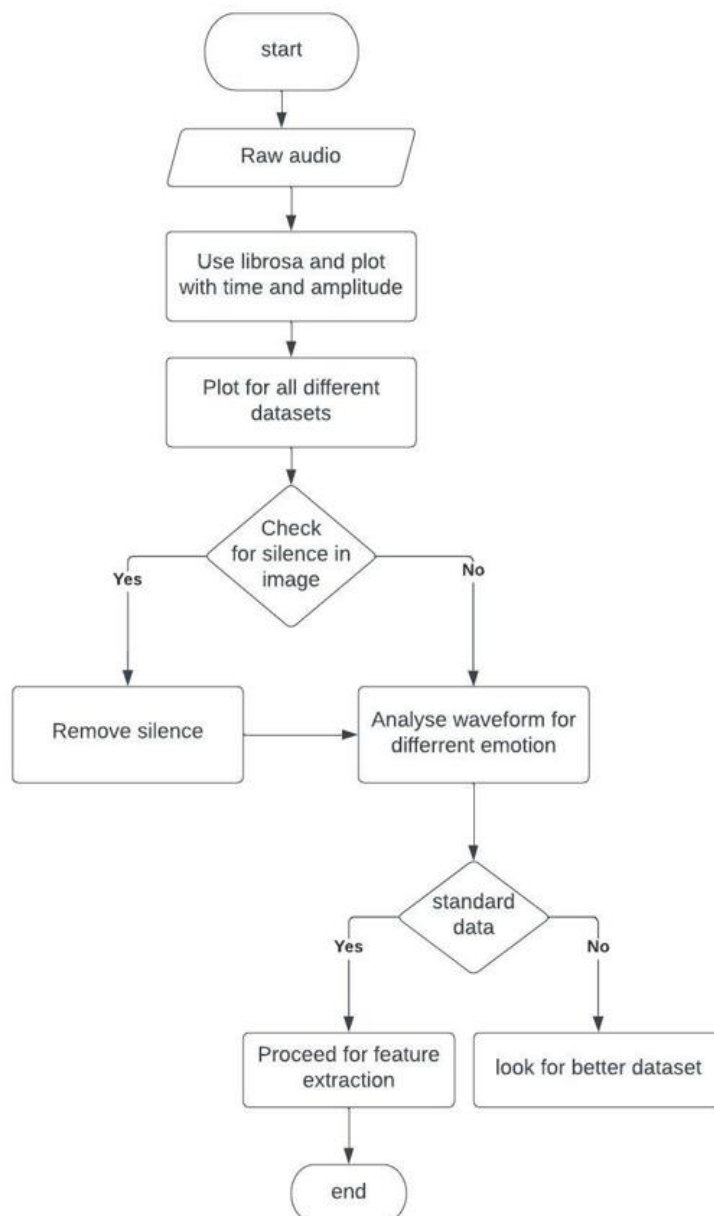 start
Raw audio
Use librosa and plot
with time and amplitude
Plot for all different
datasets
Check
for silence in
image
Yes
No
Remove silence
Analyse waveform for
differrent emotion
standard
data
Yes
No
Proceed for feature
extraction
look for better dataset
end